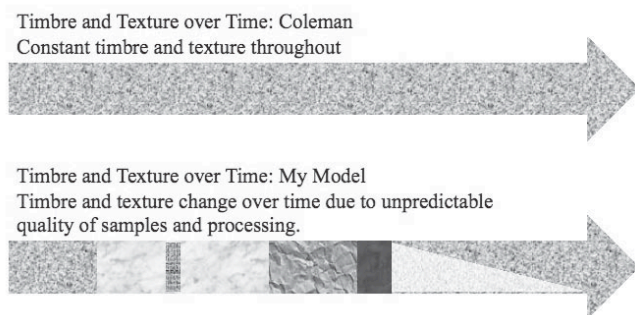 Timbre and Texture over Time: Coleman
Constant timbre and texture throughout
Timbre and Texture over Time: My Model
Timbre and texture change over time due to unpredictable
quality of samples and processing.